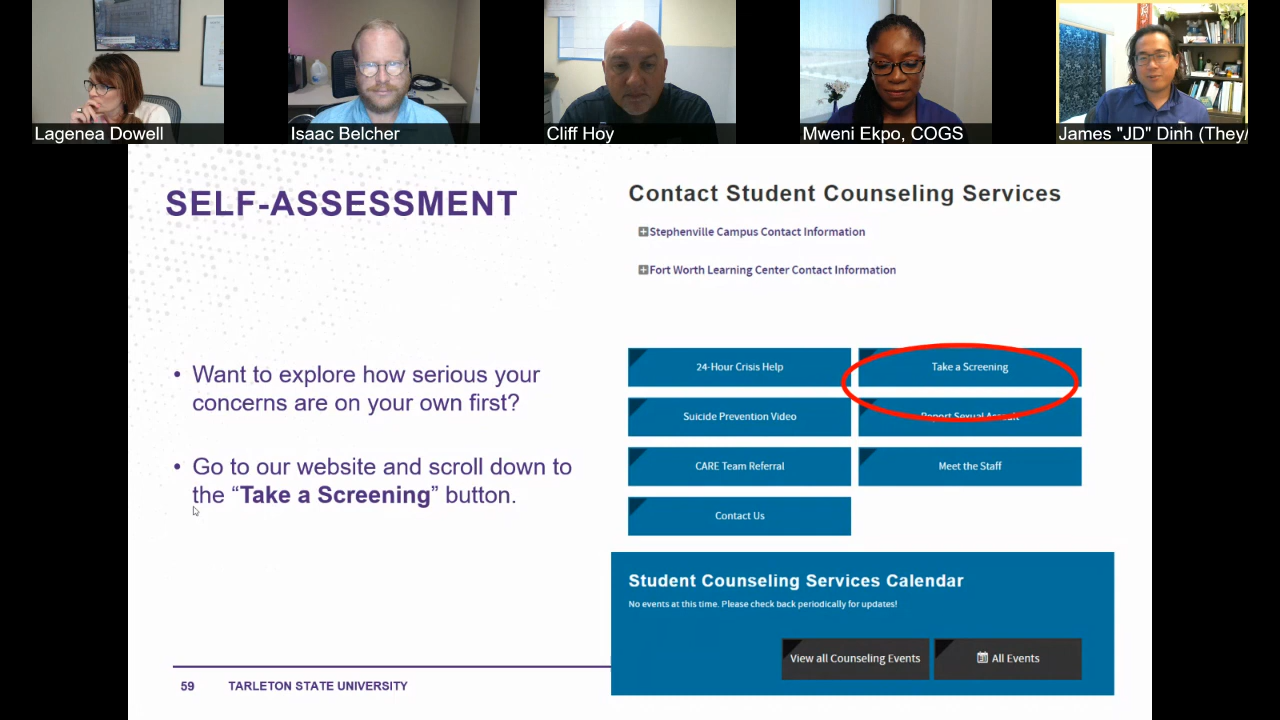 Lagenea Dowell
Isaac Belcher
Cliff Hoy
Mweni Ekpo, COGS
James "JD" Dinh (They/
SELF-ASSESSMENT
• Want to explore how serious your
concerns are on your own first?
• Go to our website and scroll down to
the “Take a Screening” button.
Contact Student Counseling Services
Stephenville Campus Contact Information
Fort Worth Learning Center Contact Information
24-Hour Crisis Help
Take a Screening
Suicide Prevention Video
Report Sexual Assault
CARE Team Referral
Meet the Staff
Contact Us
Student Counseling Services Calendar
No events at this time. Please check back periodically for updates!
View all Counseling Events
All Events
59 TARLETON STATE UNIVERSITY